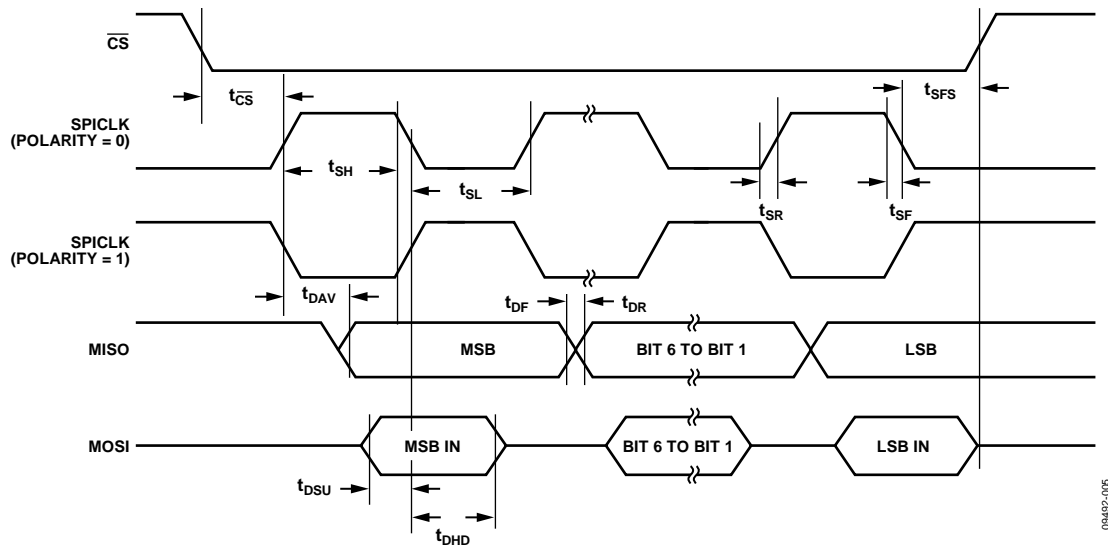 CS
tCS
tSFS
SPICLK
(POLARITY = 0)
tSH
tSL
tSR
tSF
SPICLK
(POLARITY = 1)
tDAV
tDF
tDR
MISO
MSB
BIT 6 TO BIT 1
LSB
MOSI
MSB IN
BIT 6 TO BIT 1
LSB IN
tDSU
tDHD
09492-005